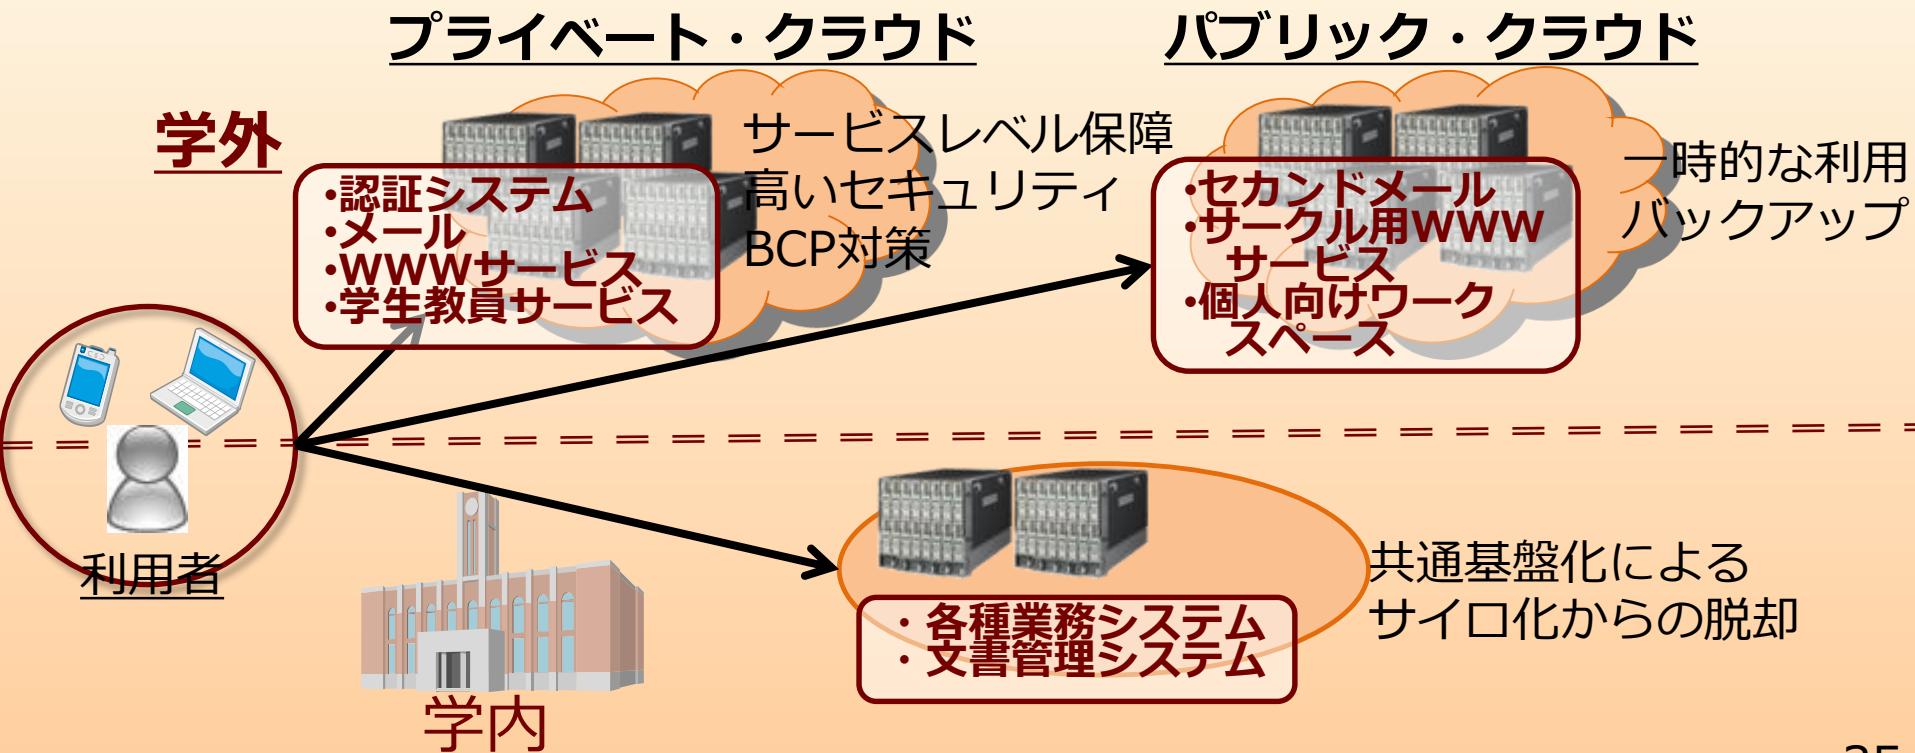 プライベート・クラウド
パブリック・クラウド
学外
・認証システム
・メール
・WWWサービス
・学生教員サービス
サービスレベル保障
高いセキュリティ
BCP対策
・セカンドメール
・サークル用WWW
サービス
・個人向けワーク
スペース
一時的な利用
バックアップ
利用者
学内
・各種業務システム
・文書管理システム
共通基盤化による
サイロ化からの脱却